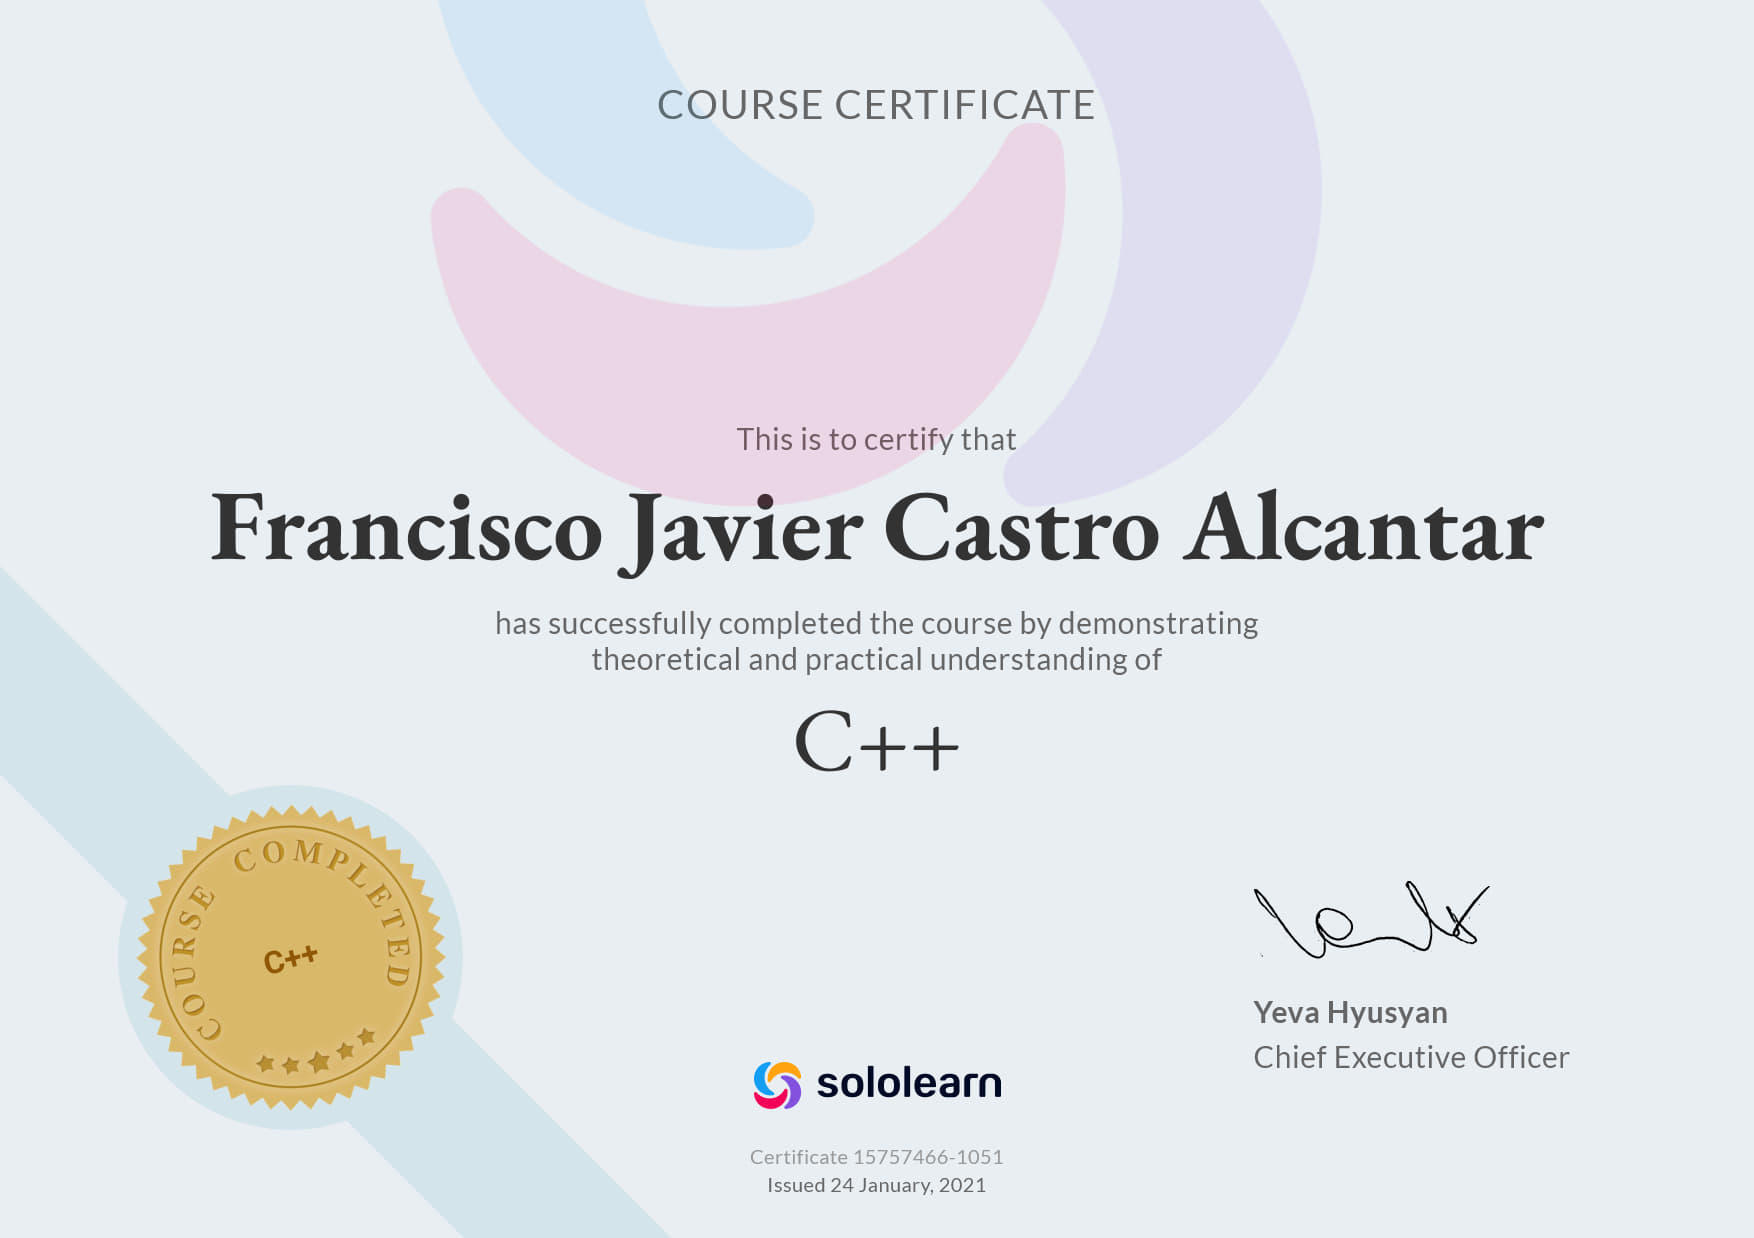 COURSE CERTIFICATE
This is to certify that
Francisco Javier Castro Alcantar
has successfully completed the course by demonstrating
theoretical and practical understanding of
C++
COURSE COMPLETED
C++
Yeva Hyusyan
Chief Executive Officer
sololearn
Certificate 15757466-1051
Issued 24 January, 2021